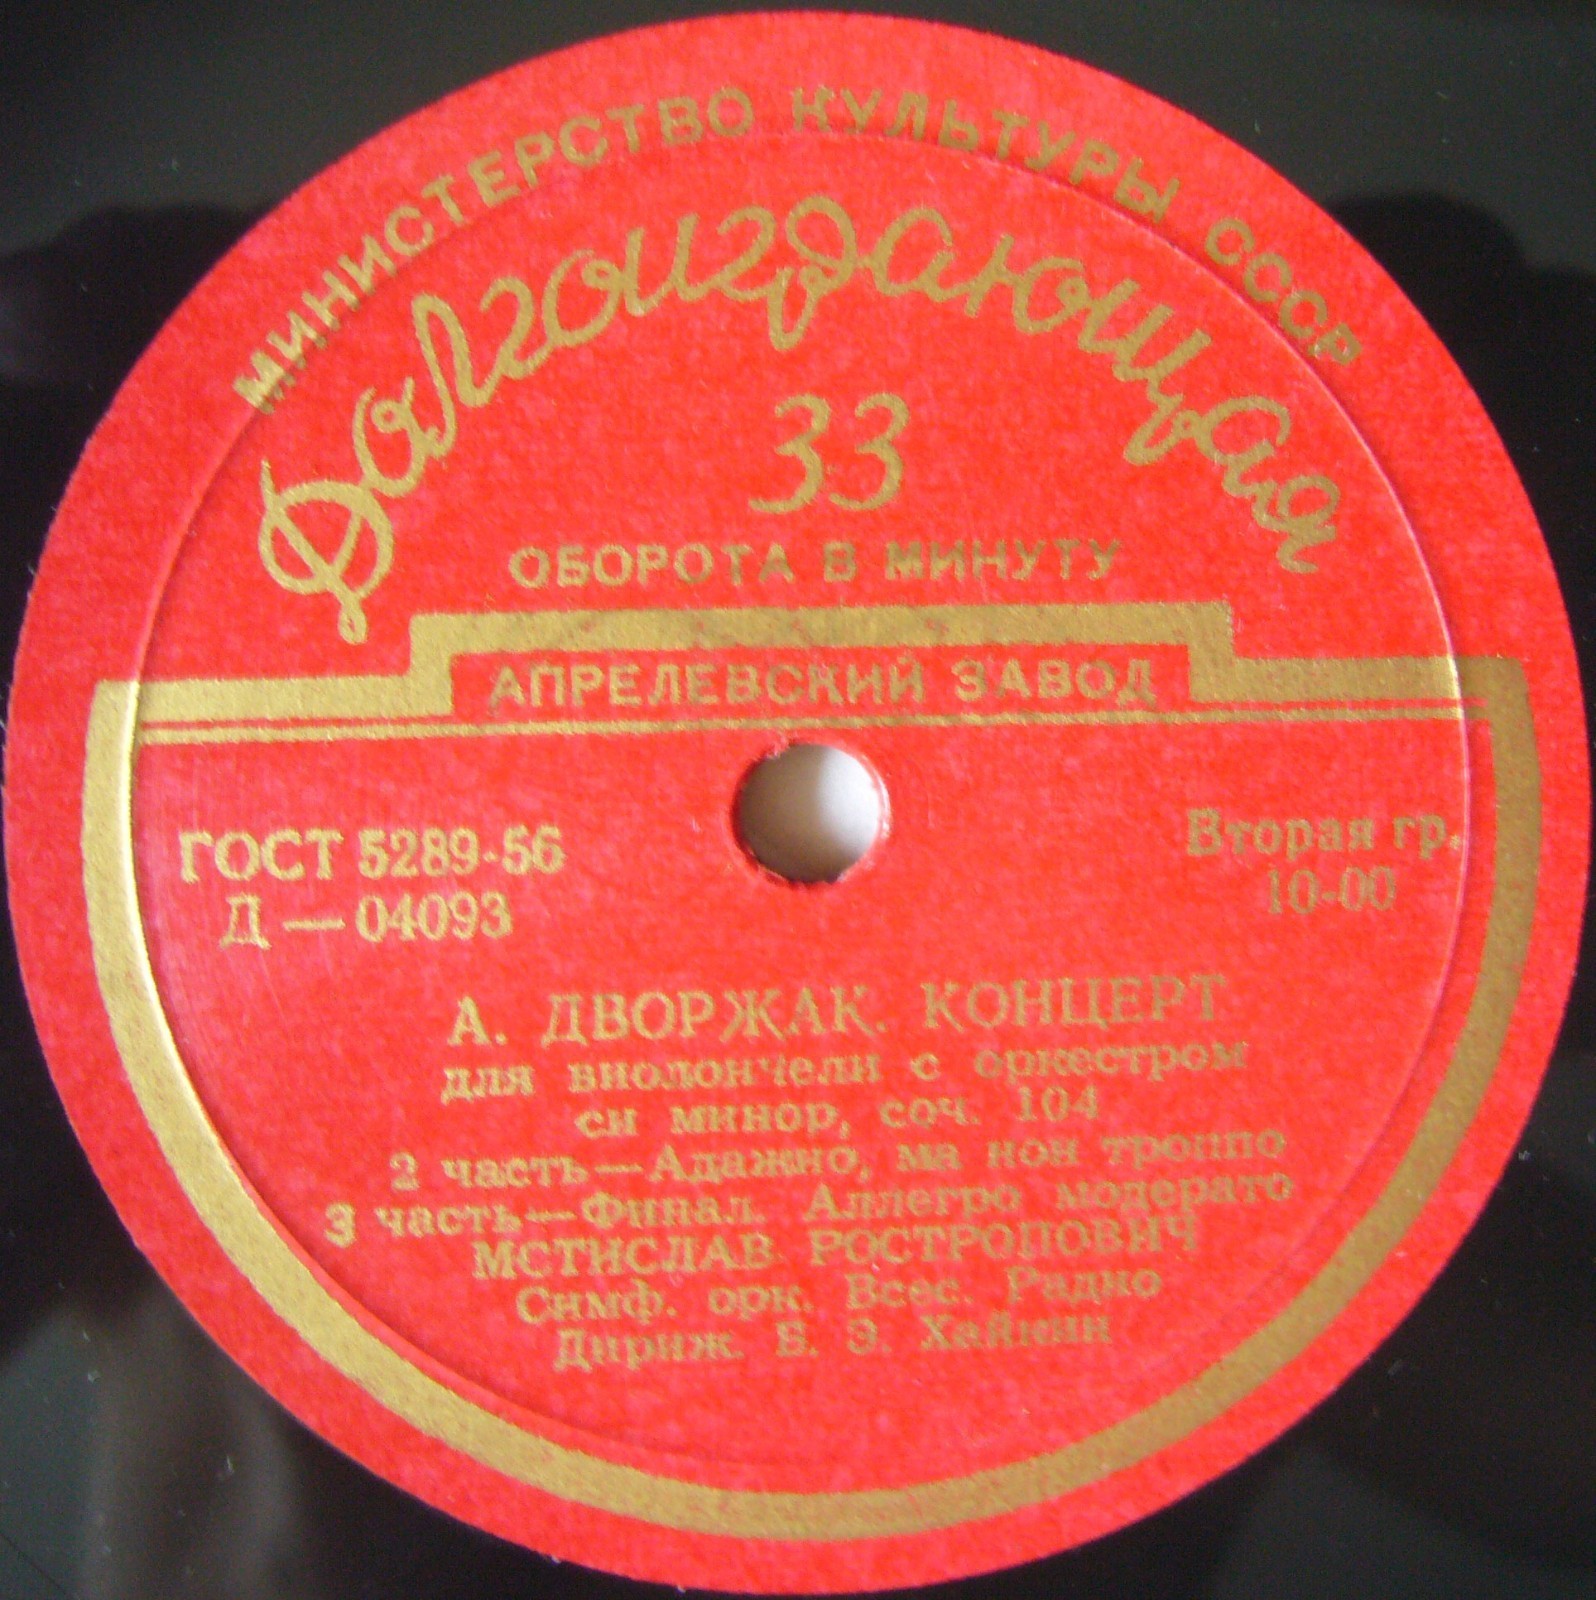 МИНИСТЕРСТВО КУЛЬТУРЫ СССР
Долгоиграющая
33
ОБОРОТА В МИНУТУ
АПРЕЛЕВСКИЙ ЗАВОД
ГОСТ 5289-56
Д — 04093
Вторая гр.
10-00
А. ДВОРЖАК. КОНЦЕРТ
для виолончели с оркестром
си минор, соч. 104
2 часть — Адажио, ма нон троппо
3 часть — Финал. Аллегро модерато
МСТИСЛАВ РОСТРОПОВИЧ
Симф. орк. Всес. Радио
Дириж. Б. Э. Хайкин